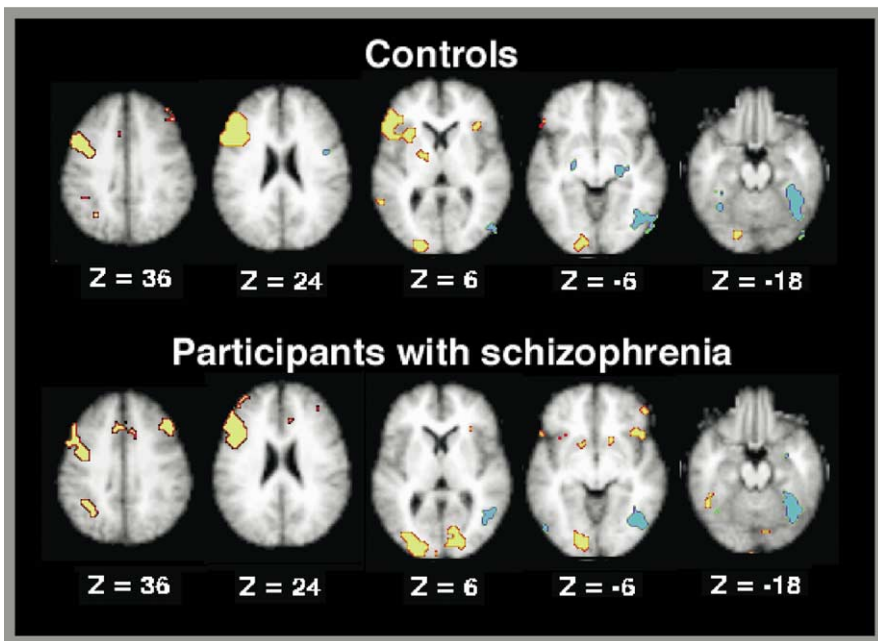 Controls
Z = 36 Z = 24 Z = 6 Z = -6 Z = -18
Participants with schizophrenia
Z = 36 Z = 24 Z = 6 Z = -6 Z = -18